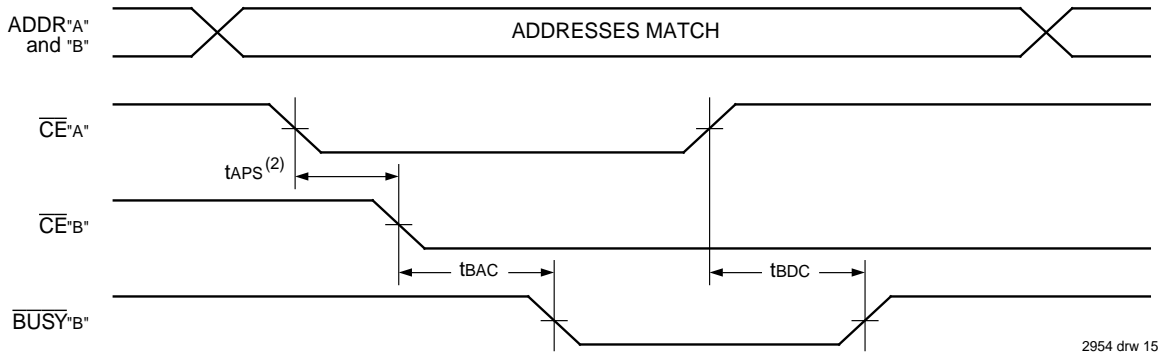 ADDR"A"
and "B"
ADDRESSES MATCH
CE"A"
tAPS(2)
CE"B"
tBAC
tBDC
BUSY"B"
2954 drw 15